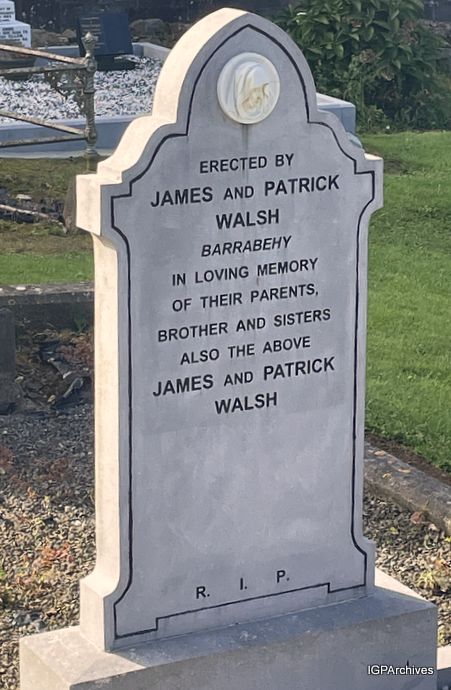 ERECTED BY
JAMES AND PATRICK
WALSH
BARRABEHY
IN LOVING MEMORY
OF THEIR PARENTS,
BROTHER AND SISTERS
ALSO THE ABOVE
JAMES AND PATRICK
WALSH
R. I. P.
IGPArchives